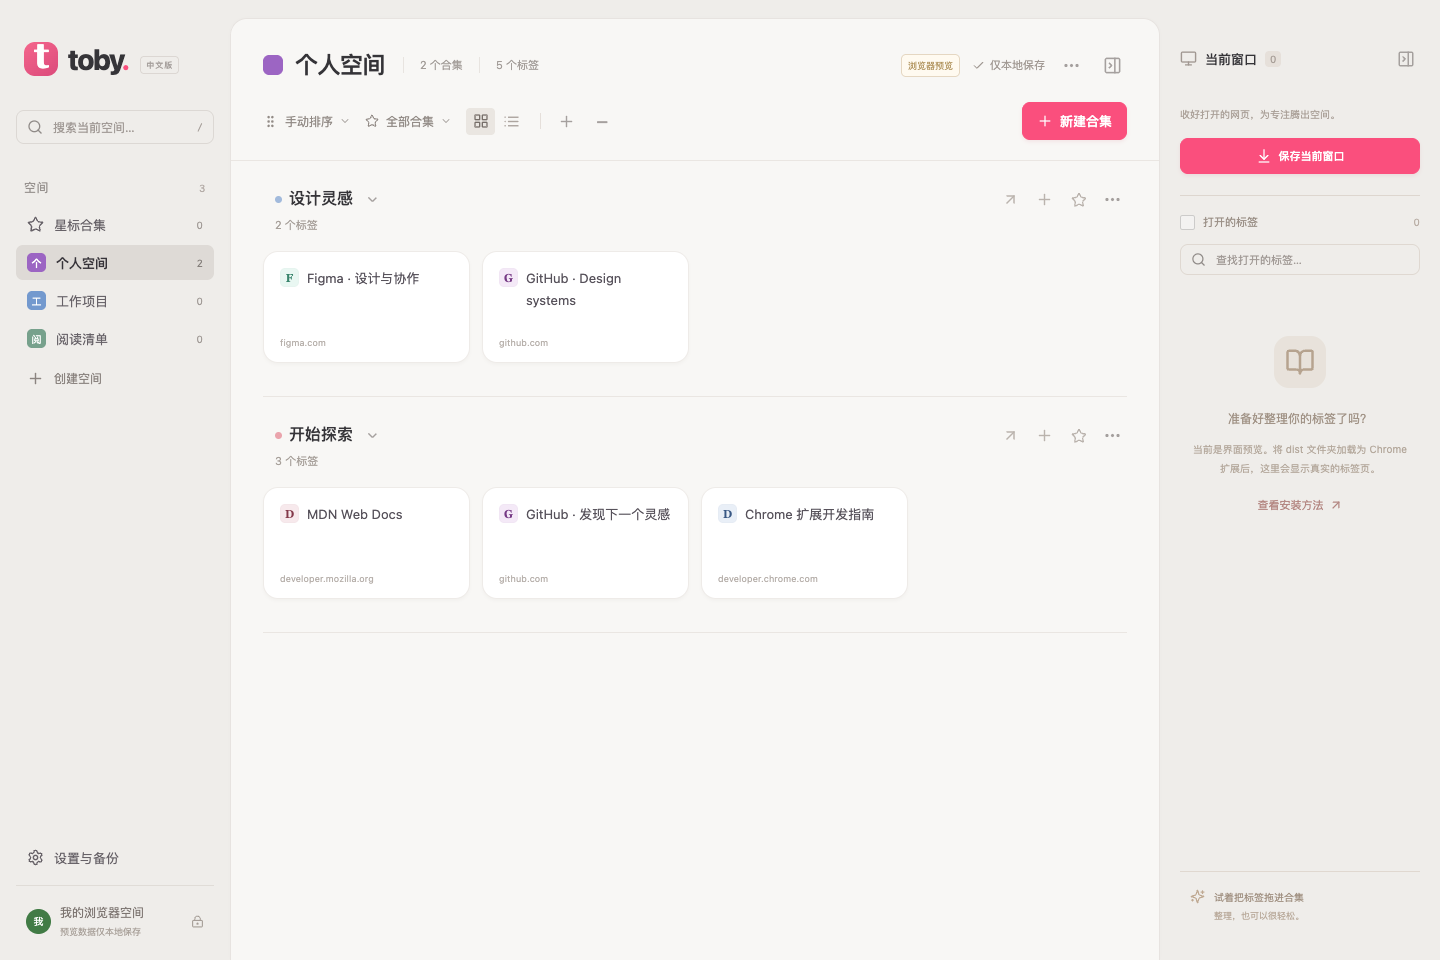 toby.
中文版
搜索当前空间...
/
空间
3
星标合集
0
个
个人空间
2
工
工作项目
0
阅
阅读清单
0
创建空间
设置与备份
我
我的浏览器空间
预览数据仅本地保存
个人空间
2 个合集
5 个标签
浏览器预览
仅本地保存
手动排序
全部合集
新建合集
设计灵感
2 个标签
F
Figma · 设计与协作
figma.com
G
GitHub · Design
systems
github.com
开始探索
3 个标签
D
MDN Web Docs
developer.mozilla.org
G
GitHub · 发现下一个灵感
github.com
D
Chrome 扩展开发指南
developer.chrome.com
当前窗口
0
收好打开的网页，为专注腾出空间。
保存当前窗口
打开的标签
0
查找打开的标签...
准备好整理你的标签了吗？
当前是界面预览。将 dist 文件夹加载为 Chrome
扩展后，这里会显示真实的标签页。
查看安装方法
试着把标签拖进合集
整理，也可以很轻松。